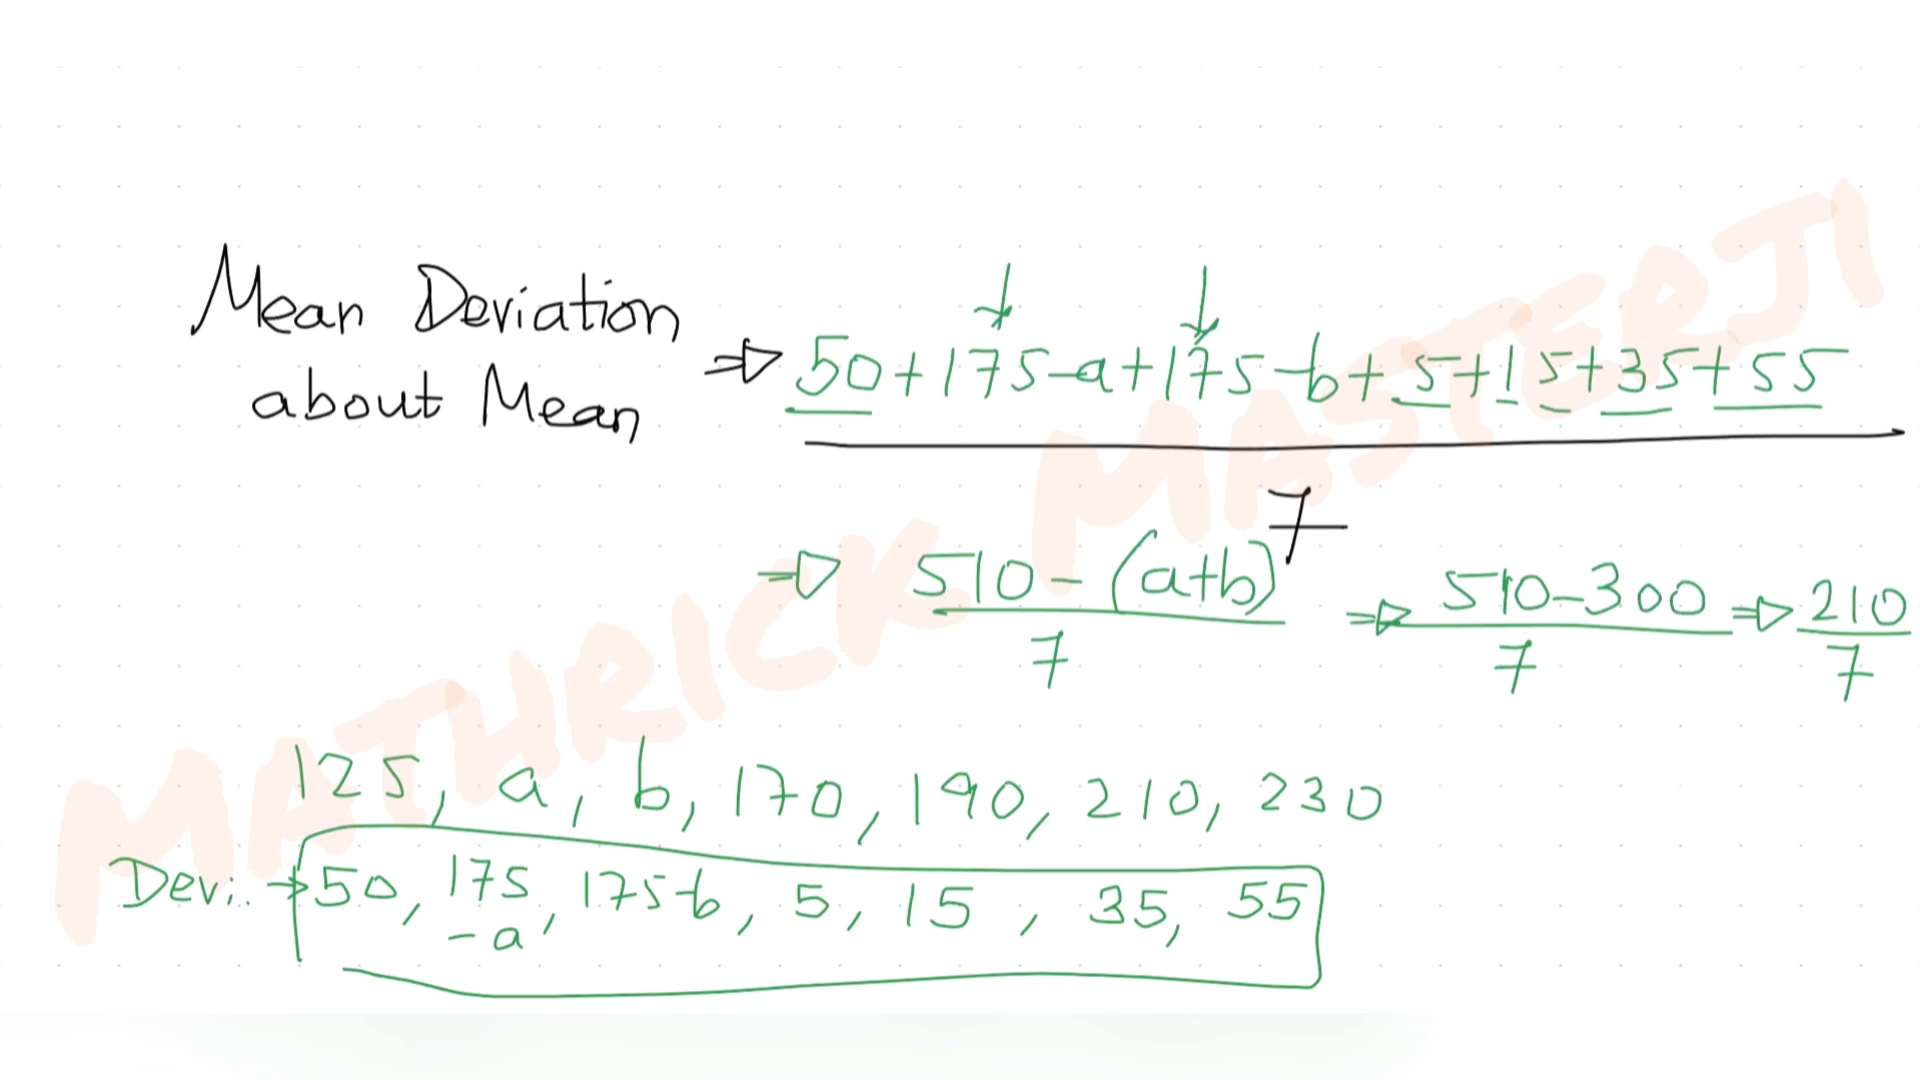 Mean Deviation
about Mean
⇒ 50+175-a+175-b+5+15+35+55
7
⇒ 510-(a+b) ⇒ 510-300 ⇒ 210
7 7 7
125, a, b, 170, 190, 210, 230
Devi. → 50, 175 -a, 175-b, 5, 15, 35, 55
MATHRICK MASTERJI